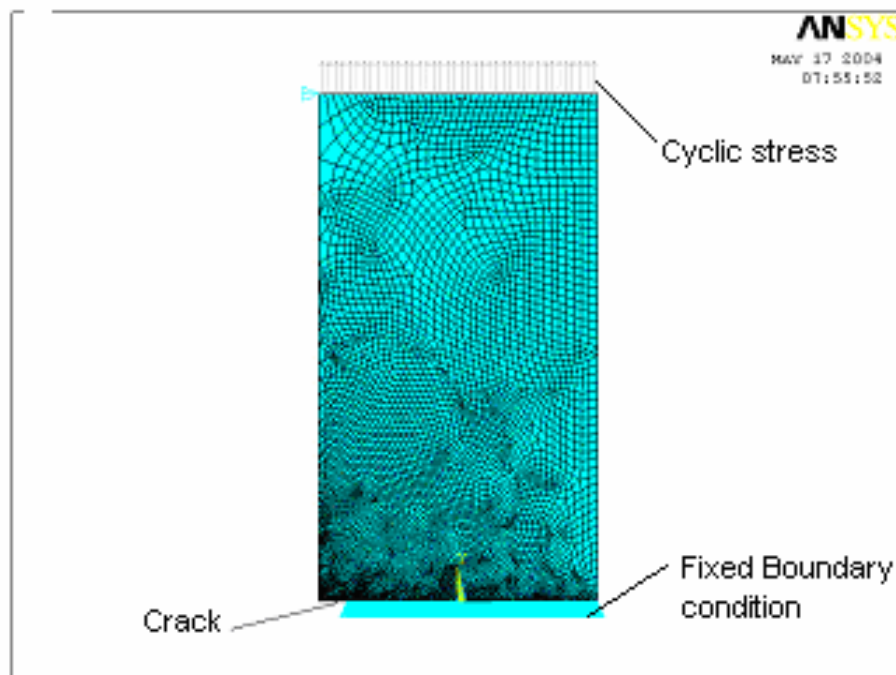 ANSYS
MAY 17 2004
07:55:52
Cyclic stress
Fixed Boundary
condition
Crack